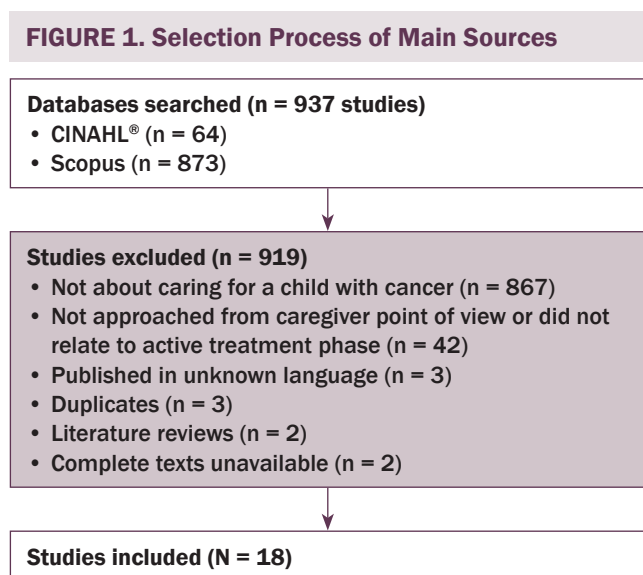 FIGURE 1. Selection Process of Main Sources
Databases searched (n = 937 studies)
• CINAHL® (n = 64)
• Scopus (n = 873)
Studies excluded (n = 919)
• Not about caring for a child with cancer (n = 867)
• Not approached from caregiver point of view or did not
relate to active treatment phase (n = 42)
• Published in unknown language (n = 3)
• Duplicates (n = 3)
• Literature reviews (n = 2)
• Complete texts unavailable (n = 2)
Studies included (N = 18)